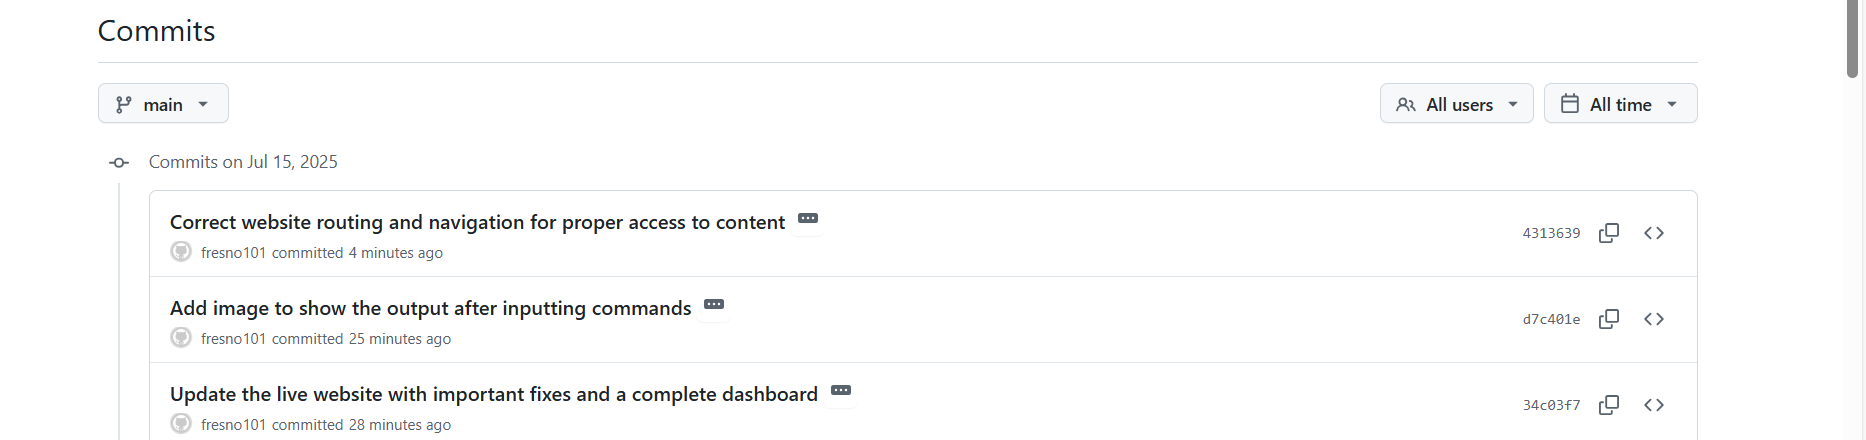 Commits
main
All users
All time
Commits on Jul 15, 2025
Correct website routing and navigation for proper access to content
fresno101 committed 4 minutes ago
4313639
Add image to show the output after inputting commands
fresno101 committed 25 minutes ago
d7c401e
Update the live website with important fixes and a complete dashboard
fresno101 committed 28 minutes ago
34c03f7